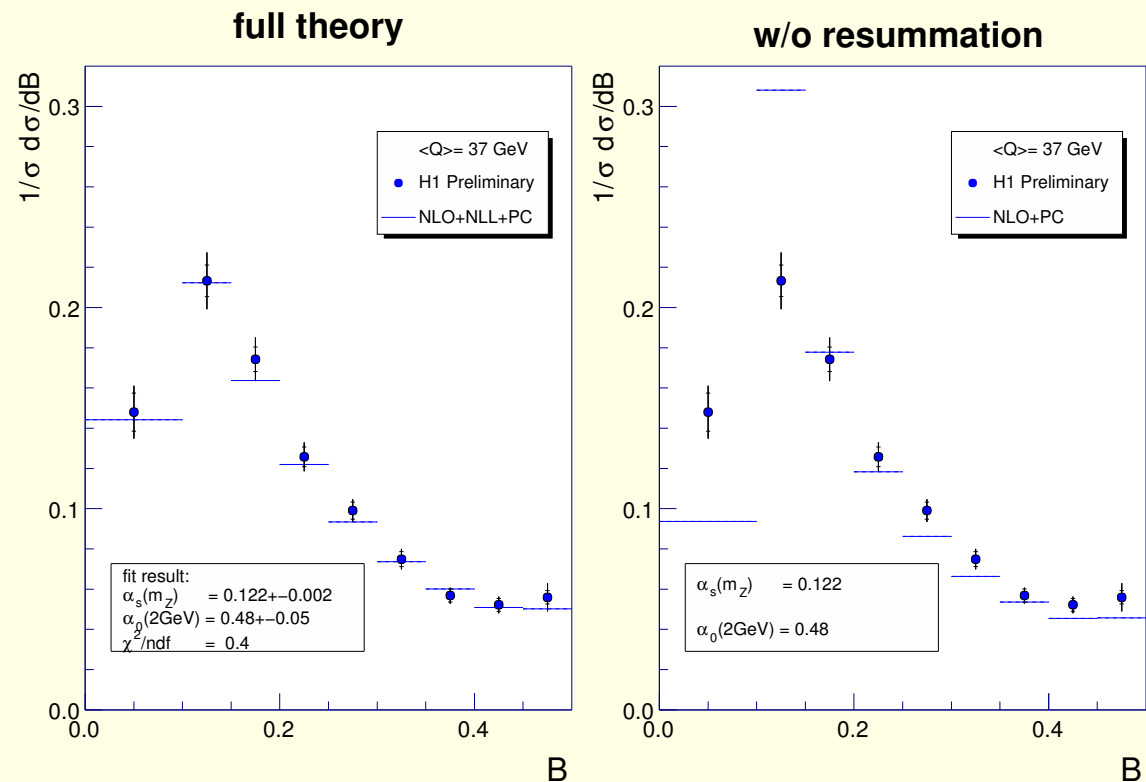 full theory
1/σ dσ/dB
0.3
0.2
0.1
0.0
<Q>= 37 GeV
H1 Preliminary
NLO+NLL+PC
fit result:
α_s(m_Z) = 0.122+−0.002
α_0(2GeV) = 0.48+−0.05
χ²/ndf = 0.4
0.0 0.2 0.4
B
w/o resummation
1/σ dσ/dB
0.3
0.2
0.1
0.0
<Q>= 37 GeV
H1 Preliminary
NLO+PC
α_s(m_Z) = 0.122
α_0(2GeV) = 0.48
0.0 0.2 0.4
B